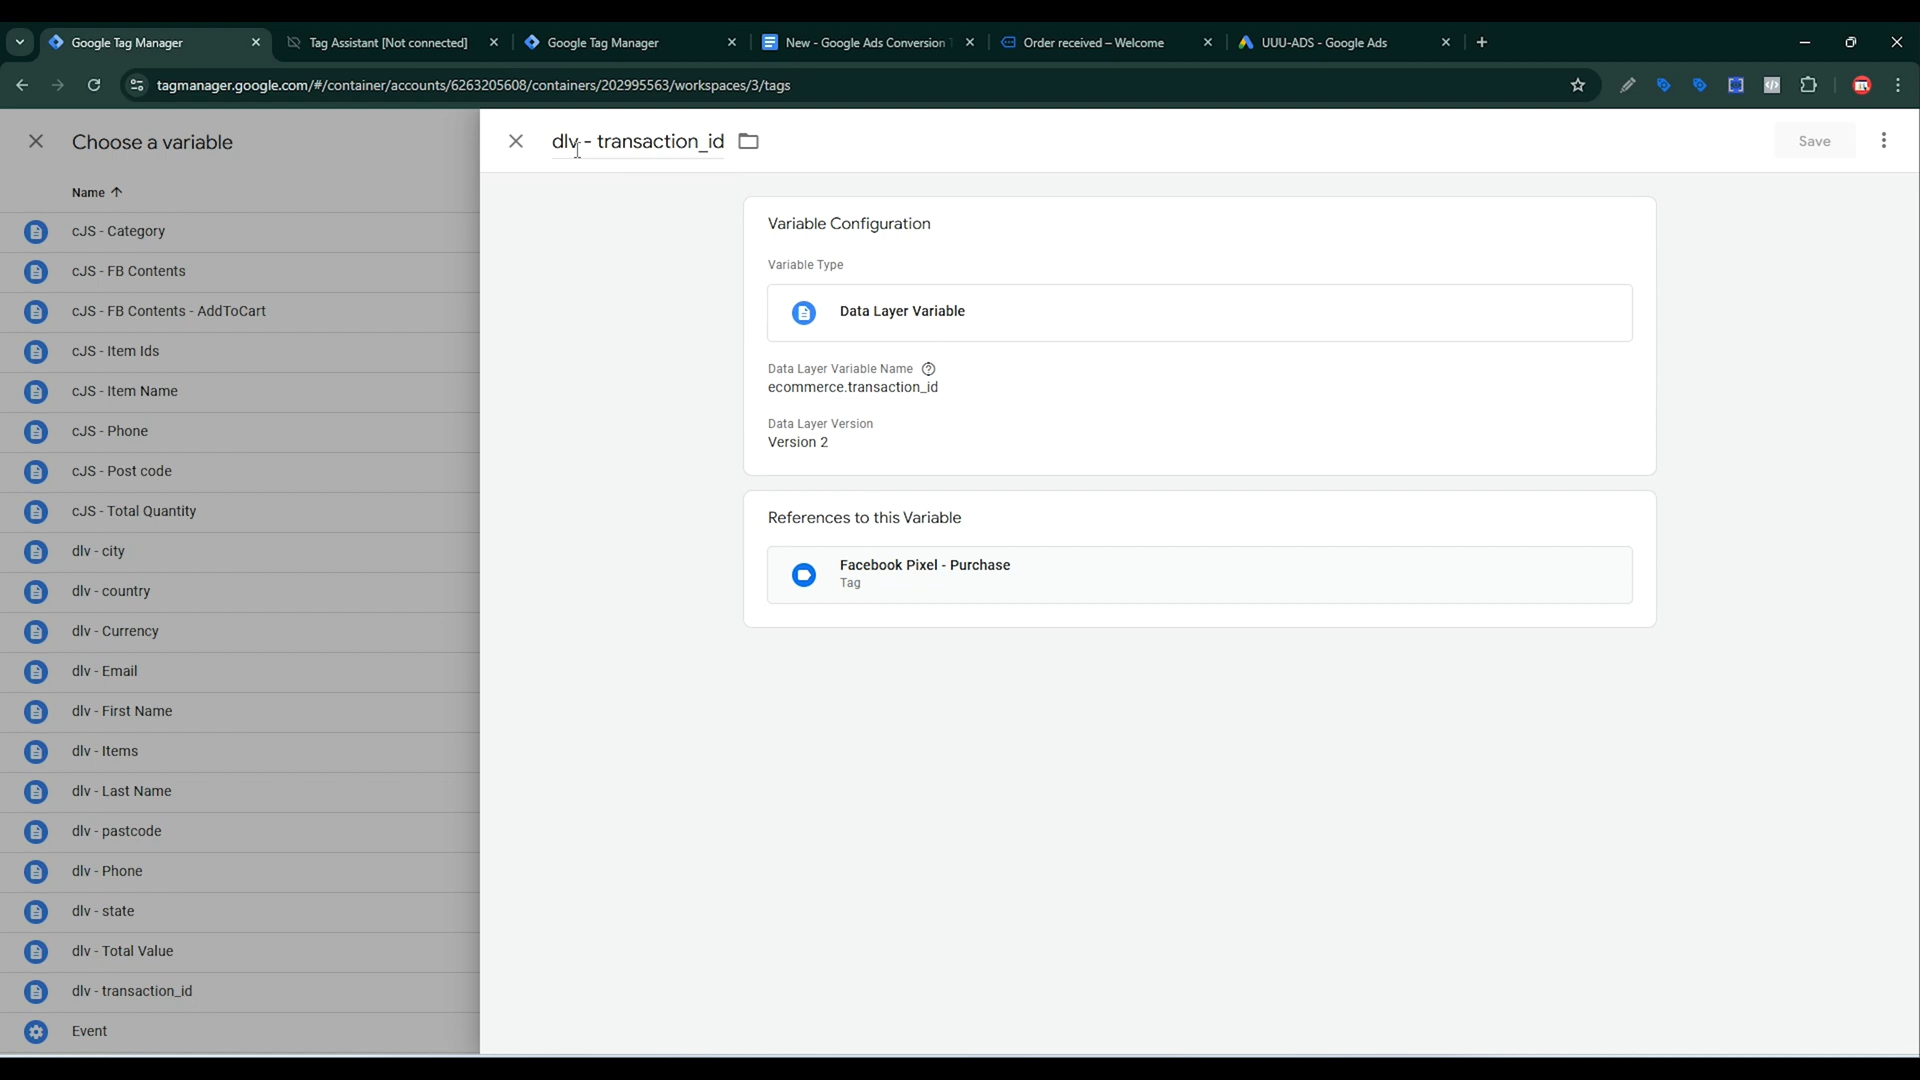 Google Tag Manager
Tag Assistant [Not connected]
Google Tag Manager
New - Google Ads Conversion
Order received – Welcome
UUU-ADS - Google Ads
tagmanager.google.com/#/container/accounts/6263205608/containers/202995563/workspaces/3/tags
Choose a variable
Name
cJS - Category
cJS - FB Contents
cJS - FB Contents - AddToCart
cJS - Item Ids
cJS - Item Name
cJS - Phone
cJS - Post code
cJS - Total Quantity
dlv - city
dlv - country
dlv - Currency
dlv - Email
dlv - First Name
dlv - Items
dlv - Last Name
dlv - pastcode
dlv - Phone
dlv - state
dlv - Total Value
dlv - transaction_id
Event
dlv - transaction_id
Save
Variable Configuration
Variable Type
Data Layer Variable
Data Layer Variable Name
ecommerce.transaction_id
Data Layer Version
Version 2
References to this Variable
Facebook Pixel - Purchase
Tag